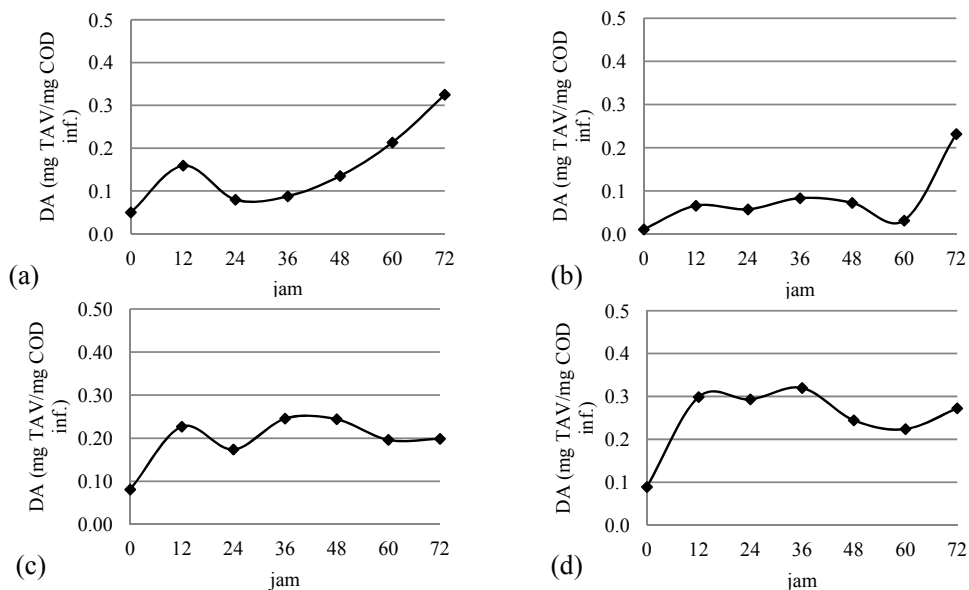 DA (mg TAV/mg COD
inf.)
0.5
0.4
0.3
0.2
0.1
0.0
0 12 24 36 48 60 72
jam
(a)
DA (mg TAV/mg COD
inf.)
0.5
0.4
0.3
0.2
0.1
0.0
0 12 24 36 48 60 72
jam
(b)
DA (mg TAV/mg COD
inf.)
0.50
0.40
0.30
0.20
0.10
0.00
0 12 24 36 48 60 72
jam
(c)
DA (mg TAV/mg COD
inf.)
0.5
0.4
0.3
0.2
0.1
0.0
0 12 24 36 48 60 72
jam
(d)